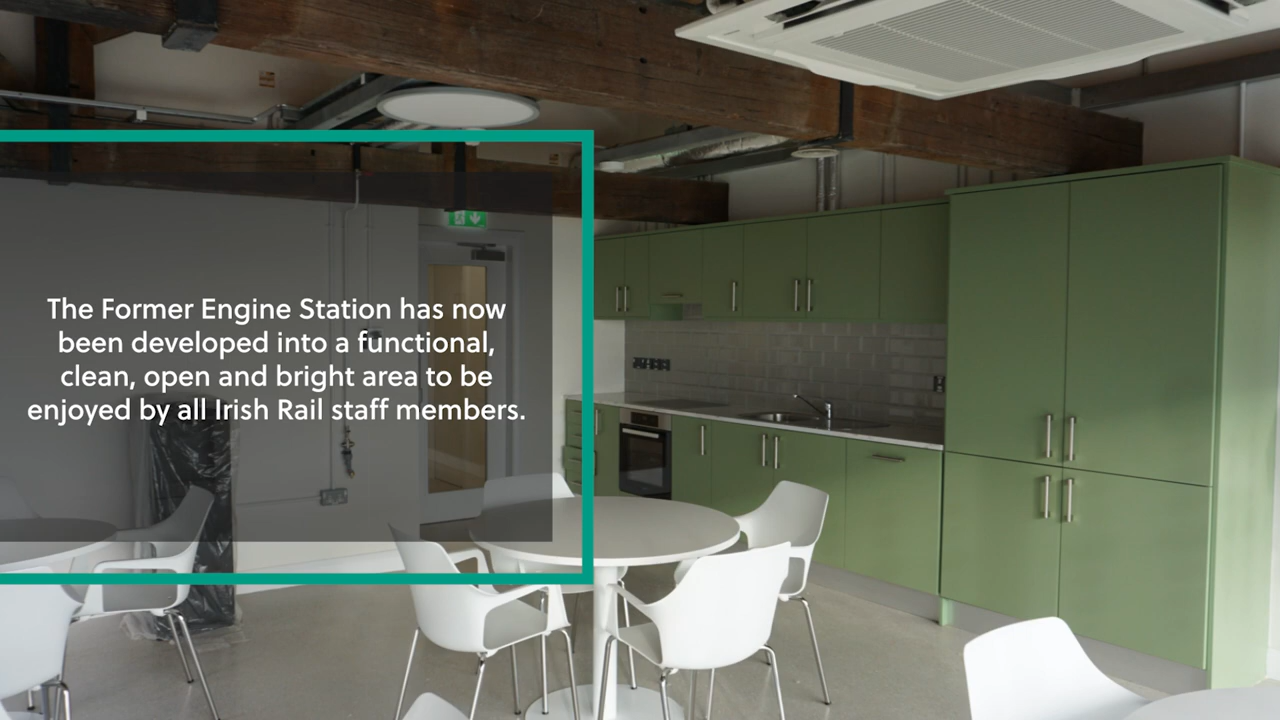 The Former Engine Station has now
been developed into a functional,
clean, open and bright area to be
enjoyed by all Irish Rail staff members.